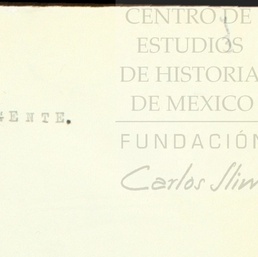 CENTRO DE
ESTUDIOS
DE HISTORIA
DE MEXICO
GENTE.
FUNDACIÓN
Carlos Slim